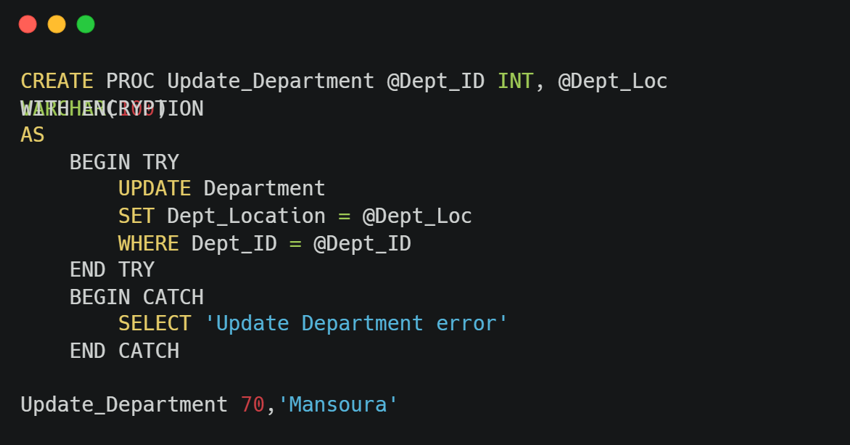 CREATE PROC Update_Department @Dept_ID INT, @Dept_Loc
VARCHAR(100)
WITH ENCRYPTION
AS
BEGIN TRY
UPDATE Department
SET Dept_Location = @Dept_Loc
WHERE Dept_ID = @Dept_ID
END TRY
BEGIN CATCH
SELECT 'Update Department error'
END CATCH
Update_Department 70,'Mansoura'